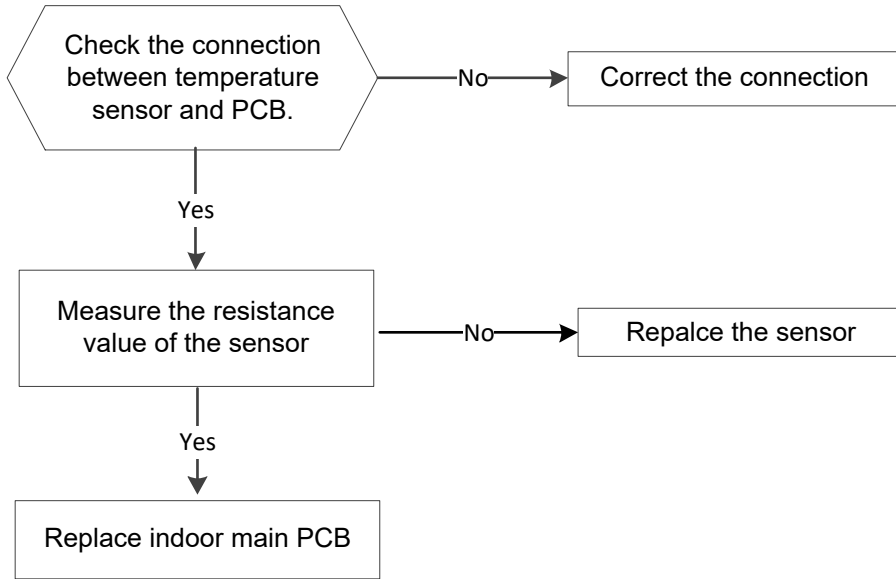 Check the connection
between temperature
sensor and PCB.
No
Correct the connection
Yes
Measure the resistance
value of the sensor
No
Repalce the sensor
Yes
Replace indoor main PCB